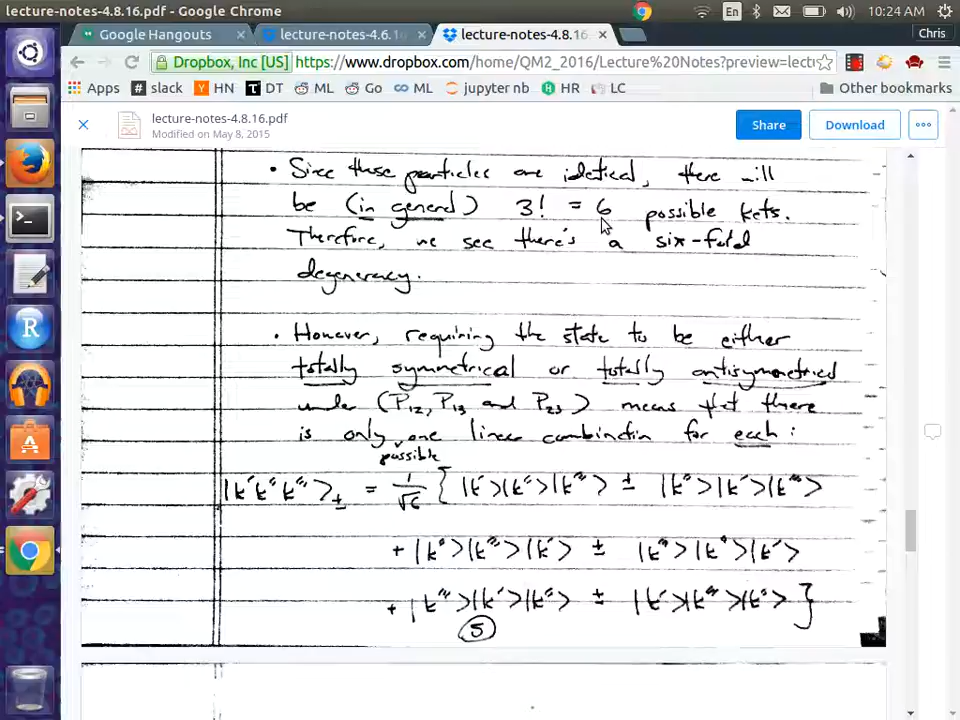 lecture-notes-4.8.16.pdf - Google Chrome
En
10:24 AM
Google Hangouts
lecture-notes-4.6.1
lecture-notes-4.8.16
Chris
Dropbox, Inc [US]
https://www.dropbox.com/home/QM2_2016/Lecture%20Notes?preview=lectu
Apps
slack
HN
DT
ML
Go
ML
jupyter nb
HR
LC
Other bookmarks
lecture-notes-4.8.16.pdf
Modified on May 8, 2015
Share
Download
• Since these particles are identical, there will
be (in general) 3! = 6 possible kets.
Therefore, we see there's a six-fold
degeneracy.
• However, requiring the state to be either
totally symmetrical or totally antisymmetrical
under (P₁₂, P₁₃ and P₂₃) means that there
is only one linear combination for each:
possible
|k'k''k'''>± = 1/√6 { |k'>|k''>|k'''> ± |k''>|k'>|k'''>
+ |k''>|k'''>|k'> ± |k'''>|k''>|k'>
+ |k'''>|k'>|k''> ± |k'>|k'''>|k''> }
5